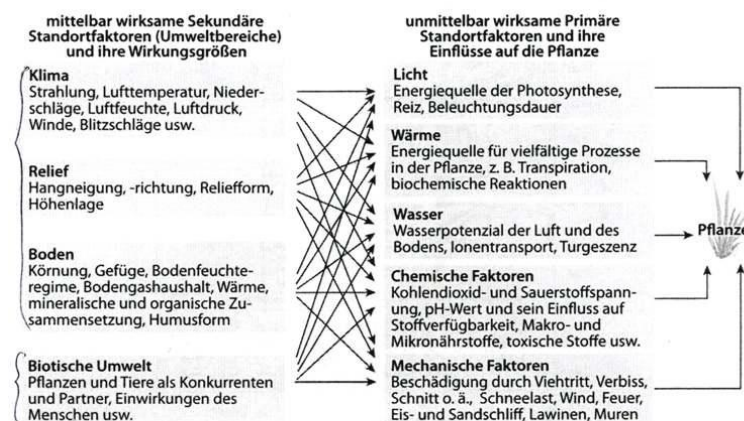 mittelbar wirksame Sekundäre
Standortfaktoren (Umweltbereiche)
und ihre Wirkungsgrößen
Klima
Strahlung, Lufttemperatur, Nieder-
schläge, Luftfeuchte, Luftdruck,
Winde, Blitzschläge usw.
Relief
Hangneigung, -richtung, Reliefform,
Höhenlage
Boden
Körnung, Gefüge, Bodenfeuchte-
regime, Bodengashaushalt, Wärme,
mineralische und organische Zu-
sammensetzung, Humusform
Biotische Umwelt
Pflanzen und Tiere als Konkurrenten
und Partner, Einwirkungen des
Menschen usw.
unmittelbar wirksame Primäre
Standortfaktoren und ihre
Einflüsse auf die Pflanze
Licht
Energiequelle der Photosynthese,
Reiz, Beleuchtungsdauer
Wärme
Energiequelle für vielfältige Prozesse
in der Pflanze, z. B. Transpiration,
biochemische Reaktionen
Wasser
Wasserpotenzial der Luft und des
Bodens, Ionentransport, Turgeszenz
Chemische Faktoren
Kohlendioxid- und Sauerstoffspann-
ung, pH-Wert und sein Einfluss auf
Stoffverfügbarkeit, Makro- und
Mikronährstoffe, toxische Stoffe usw.
Mechanische Faktoren
Beschädigung durch Viehtritt, Verbiss,
Schnitt o. ä., Schneelast, Wind, Feuer,
Eis- und Sandschliff, Lawinen, Muren
Pflanze